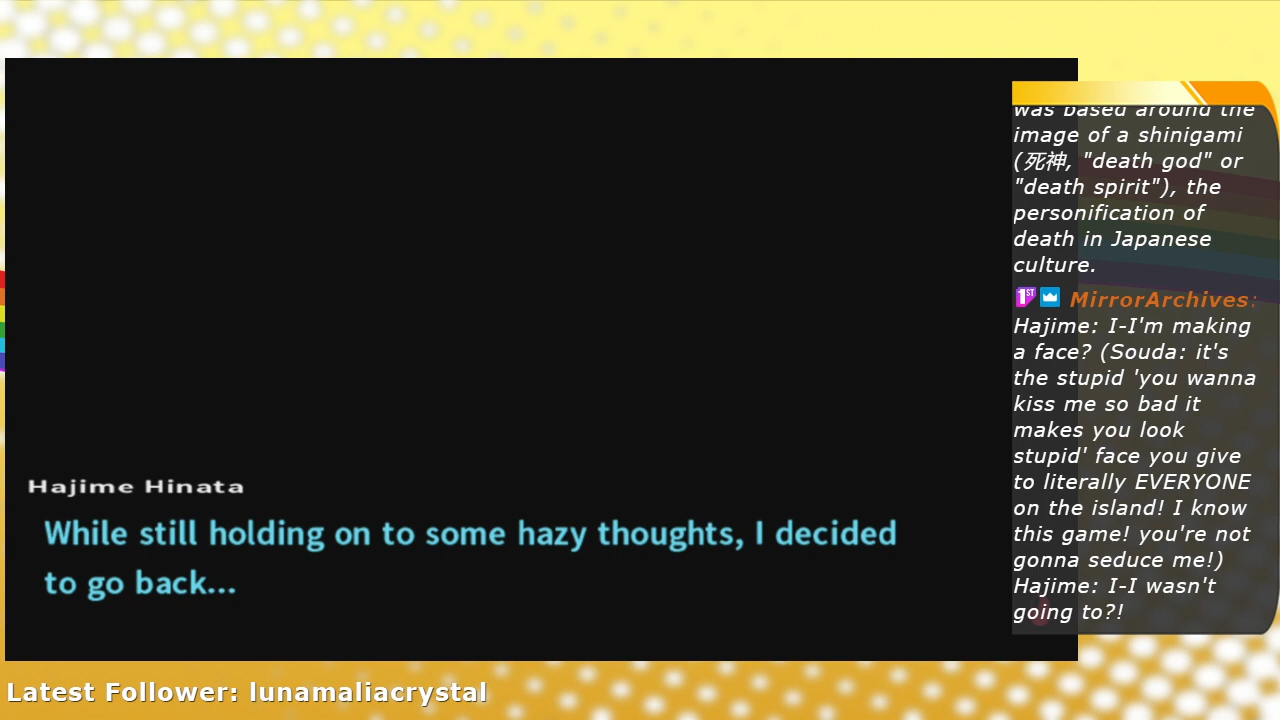 Hajime Hinata
While still holding on to some hazy thoughts, I decided
to go back...
was based around the
image of a shinigami
(死神, "death god" or
"death spirit"), the
personification of
death in Japanese
culture.
1ST MirrorArchives:
Hajime: I-I'm making
a face? (Souda: it's
the stupid 'you wanna
kiss me so bad it
makes you look
stupid' face you give
to literally EVERYONE
on the island! I know
this game! you're not
gonna seduce me!)
Hajime: I-I wasn't
going to?!
Latest Follower: lunamaliacrystal